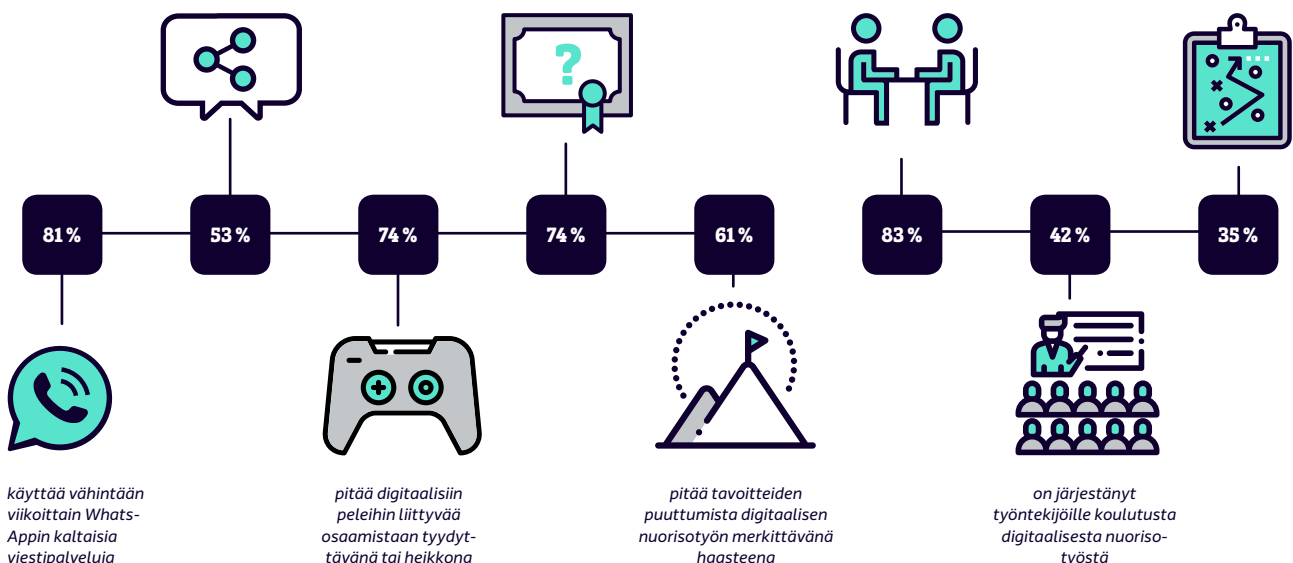 ?
81 %
53 %
74 %
74 %
61 %
83 %
42 %
35 %
käyttää vähintään
viikoittain Whats-
Appin kaltaisia
viestipalveluja
pitää digitaalisiin
peleihin liittyvää
osaamistaan tyydyt-
tävänä tai heikkona
pitää tavoitteiden
puuttumista digitaalisen
nuorisotyön merkittävänä
haasteena
on järjestänyt
työntekijöille koulutusta
digitaalisesta nuoriso-
työstä